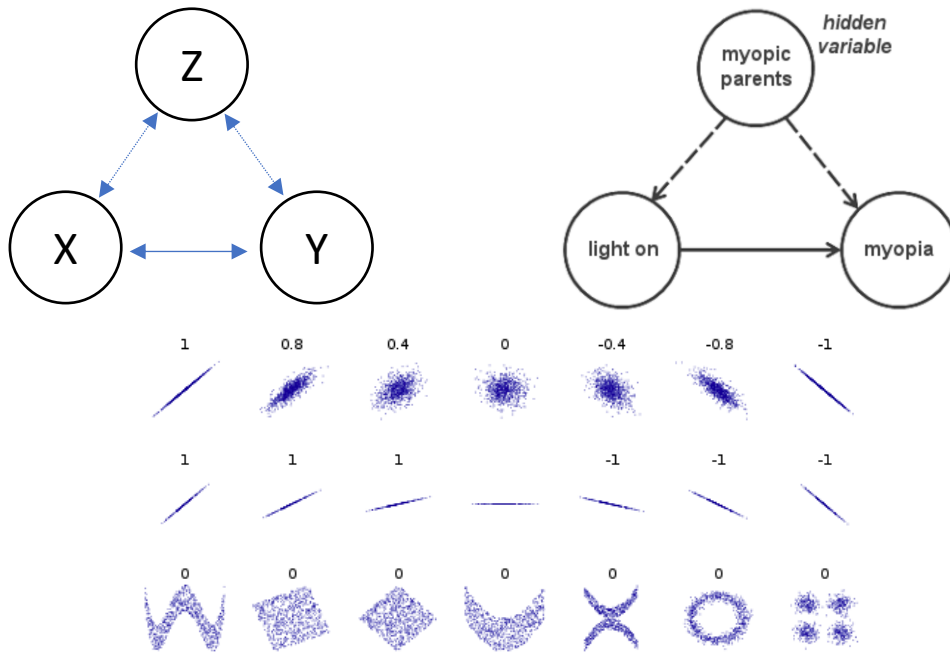 Z
X
Y
hidden
variable
myopic
parents
light on
myopia
1 0.8 0.4 0 -0.4 -0.8 -1
1 1 1 -1 -1 -1
0 0 0 0 0 0 0